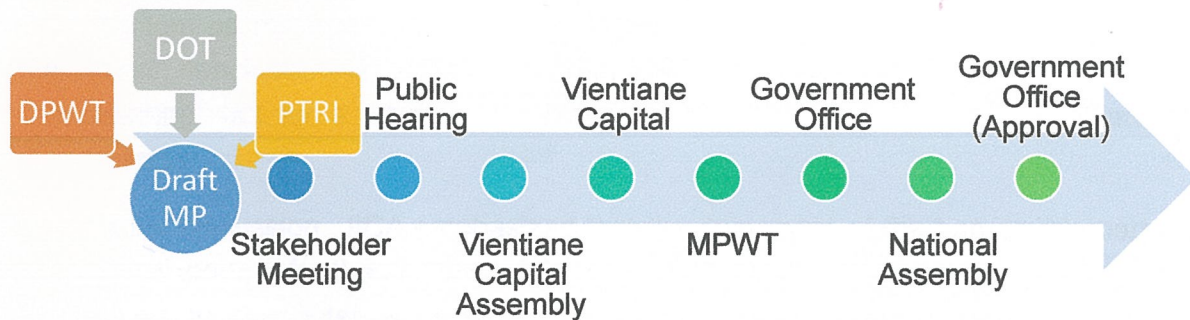 DOT
DPWT
PTRI
Draft
MP
Stakeholder
Meeting
Public
Hearing
Vientiane
Capital
Assembly
Vientiane
Capital
MPWT
Government
Office
National
Assembly
Government
Office
(Approval)